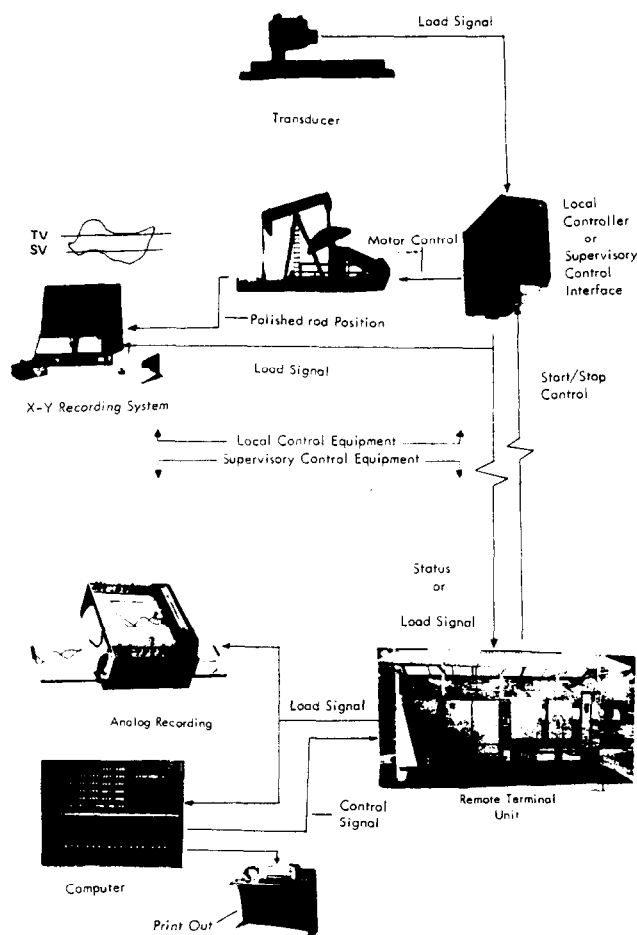 Load Signal
Transducer
TV
SV
Motor Control
Local
Controller
or
Supervisory
Control
Interface
Polished rod Position
Load Signal
Start/Stop
Control
X-Y Recording System
Local Control Equipment
Supervisory Control Equipment
Status
or
Load Signal
Analog Recording
Load Signal
Remote Terminal
Unit
Control
Signal
Computer
Print Out